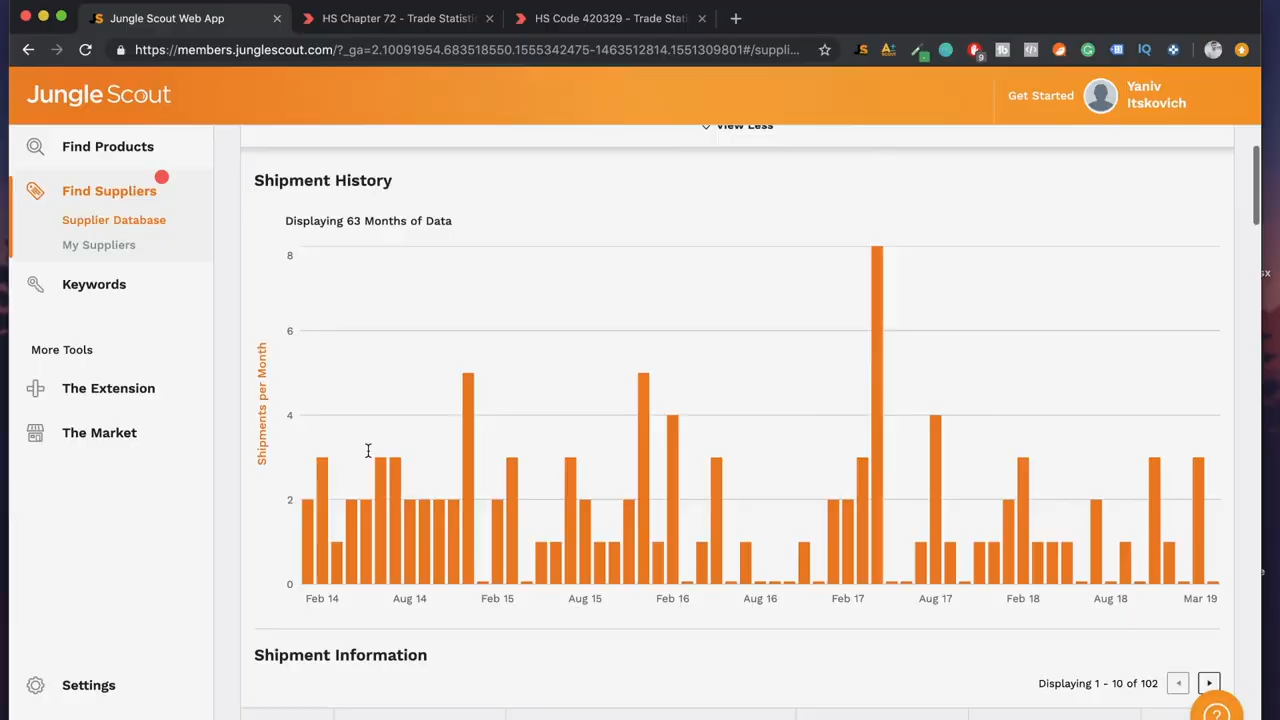 Jungle Scout Web App
HS Chapter 72 - Trade Statistic
HS Code 420329 - Trade Stati
https://members.junglescout.com/?_ga=2.10091954.683518550.1555342475-1463512814.1551309801#/suppli...
9
IQ
Jungle Scout
Get Started
Yaniv
Itskovich
Find Products
Find Suppliers
Supplier Database
My Suppliers
Keywords
More Tools
The Extension
The Market
Settings
View Less
Shipment History
Displaying 63 Months of Data
Shipments per Month
8
6
4
2
0
Feb 14 Aug 14 Feb 15 Aug 15 Feb 16 Aug 16 Feb 17 Aug 17 Feb 18 Aug 18 Mar 19
Shipment Information
Displaying 1 - 10 of 102
?